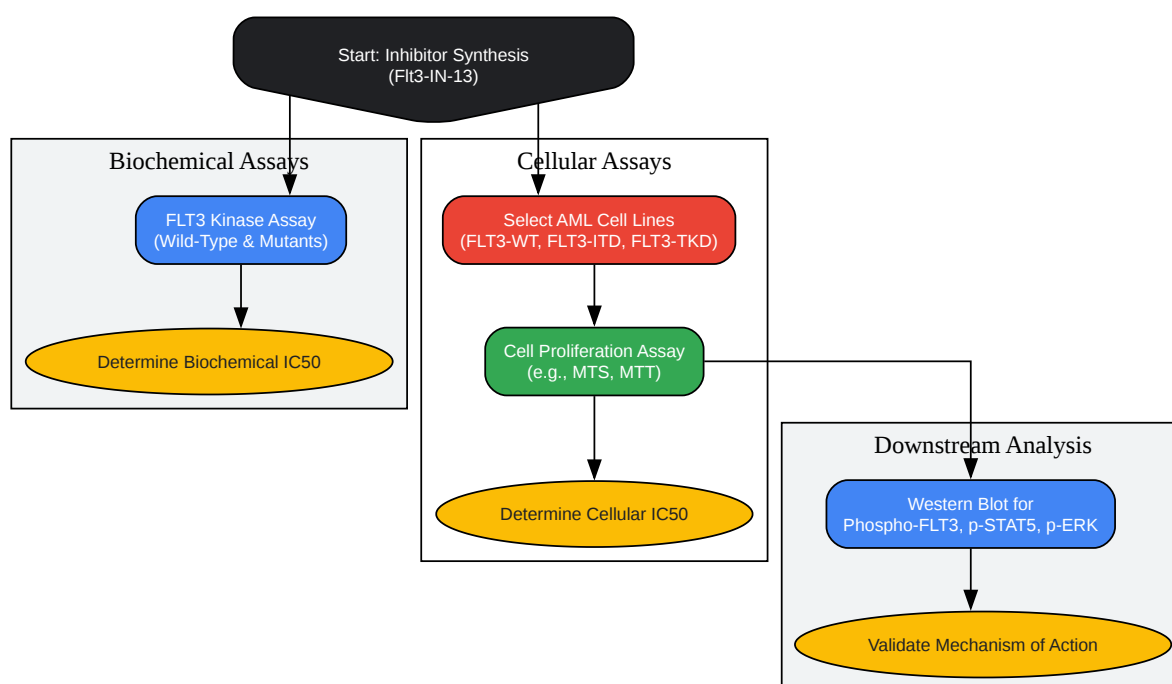 Start: Inhibitor Synthesis
(Flt3-IN-13)
Biochemical Assays
FLT3 Kinase Assay
(Wild-Type & Mutants)
Determine Biochemical IC50
Cellular Assays
Select AML Cell Lines
(FLT3-WT, FLT3-ITD, FLT3-TKD)
Cell Proliferation Assay
(e.g., MTS, MTT)
Determine Cellular IC50
Downstream Analysis
Western Blot for
Phospho-FLT3, p-STAT5, p-ERK
Validate Mechanism of Action